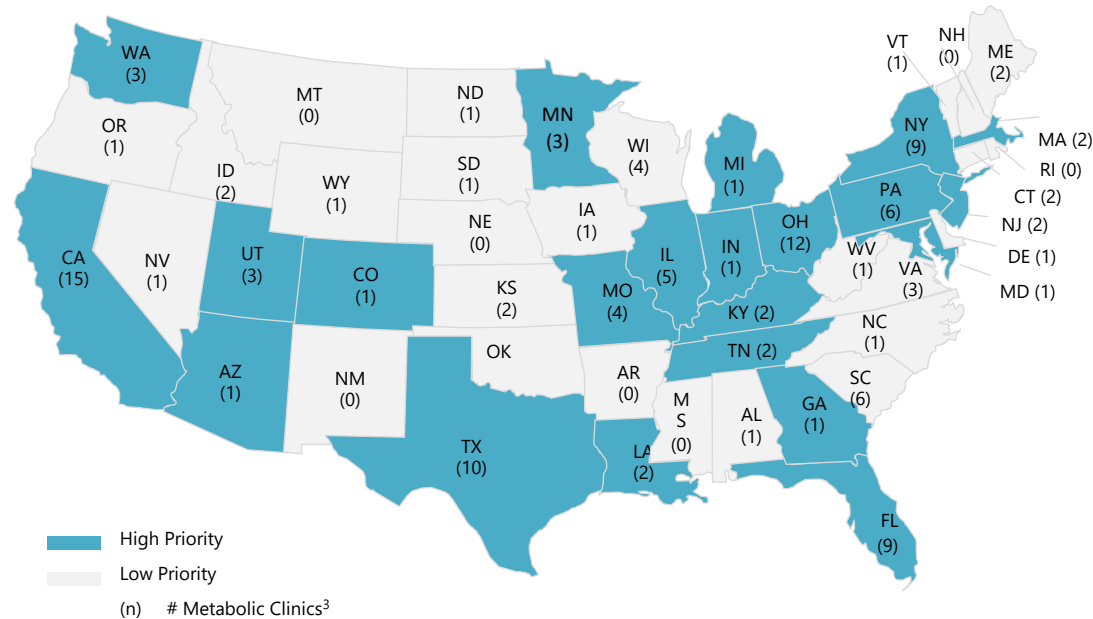 WA
(3)
OR
(1)
ID
(2)
MT
(0)
ND
(1)
MN
(3)
WI
(4)
MI
(1)
VT
(1)
NH
(0)
ME
(2)
NY
(9)
MA (2)
RI (0)
CT (2)
NJ (2)
DE (1)
MD (1)
SD
(1)
WY
(1)
NE
(0)
IA
(1)
IL
(5)
IN
(1)
OH
(12)
PA
(6)
WV
(1)
VA
(3)
CA
(15)
NV
(1)
UT
(3)
CO
(1)
KS
(2)
MO
(4)
KY (2)
TN (2)
NC
(1)
SC
(6)
AZ
(1)
NM
(0)
OK
AR
(0)
TX
(10)
LA
(2)
M
S
(0)
AL
(1)
GA
(1)
FL
(9)
High Priority
Low Priority
(n) # Metabolic Clinics³